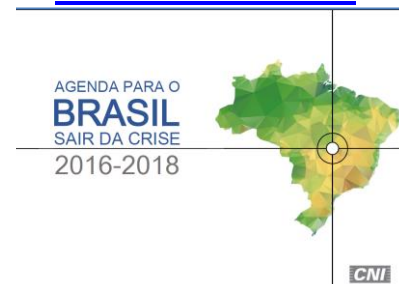 AGENDA PARA O
BRASIL
SAIR DA CRISE
2016-2018
CNI